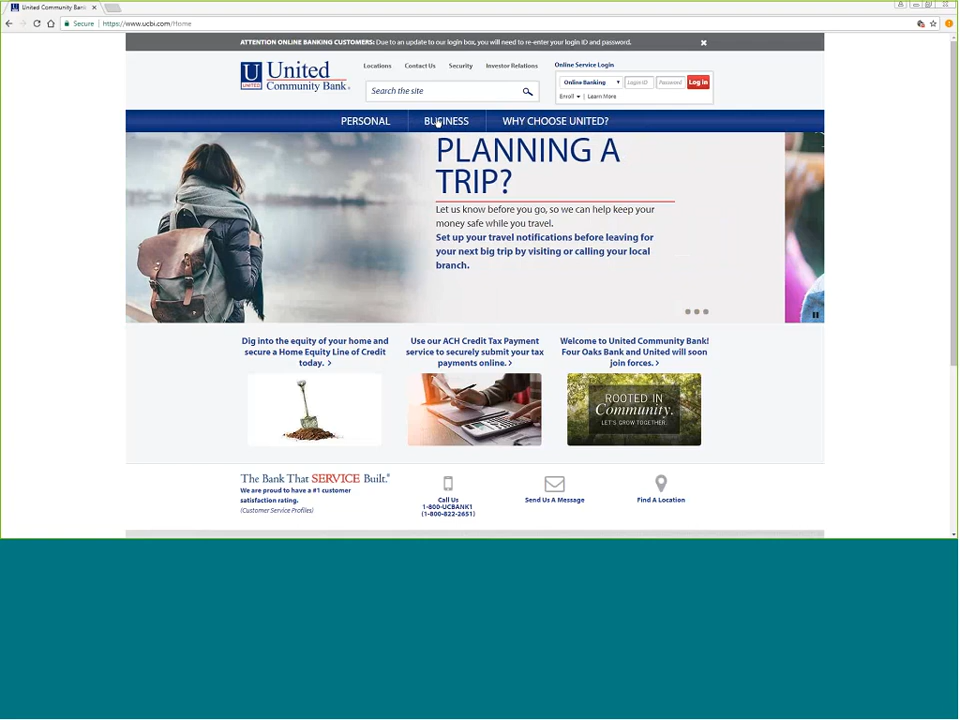 United Community Bank
Secure | https://www.ucbi.com/Home
ATTENTION ONLINE BANKING CUSTOMERS: Due to an update to our login box, you will need to re-enter your login ID and password.
Locations Contact Us Security Investor Relations Online Service Login
U UNITED United Community Bank®
Search the site
Online Banking Login ID Password Log in
Enroll | Learn More
PERSONAL BUSINESS WHY CHOOSE UNITED?
PLANNING A
TRIP?
Let us know before you go, so we can help keep your
money safe while you travel.
Set up your travel notifications before leaving for
your next big trip by visiting or calling your local
branch.
Dig into the equity of your home and
secure a Home Equity Line of Credit
today. >
Use our ACH Credit Tax Payment
service to securely submit your tax
payments online. >
Welcome to United Community Bank!
Four Oaks Bank and United will soon
join forces. >
ROOTED IN
Community.
LET'S GROW TOGETHER.
The Bank That SERVICE Built.®
We are proud to have a #1 customer
satisfaction rating.
(Customer Service Profiles)
Call Us
1-800-UCBANK1
(1-800-822-2651)
Send Us A Message
Find A Location